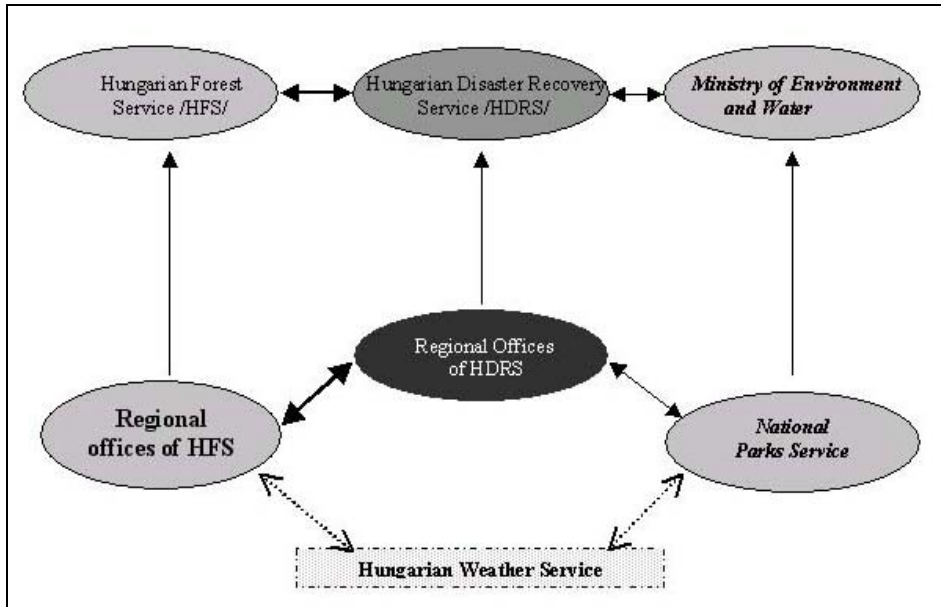 Hungarian Forest
Service /HFS/
Hungarian Disaster Recovery
Service /HDRS/
Ministry of Environment
and Water
Regional Offices
of HDRS
Regional
offices of HFS
National
Parks Service
Hungarian Weather Service